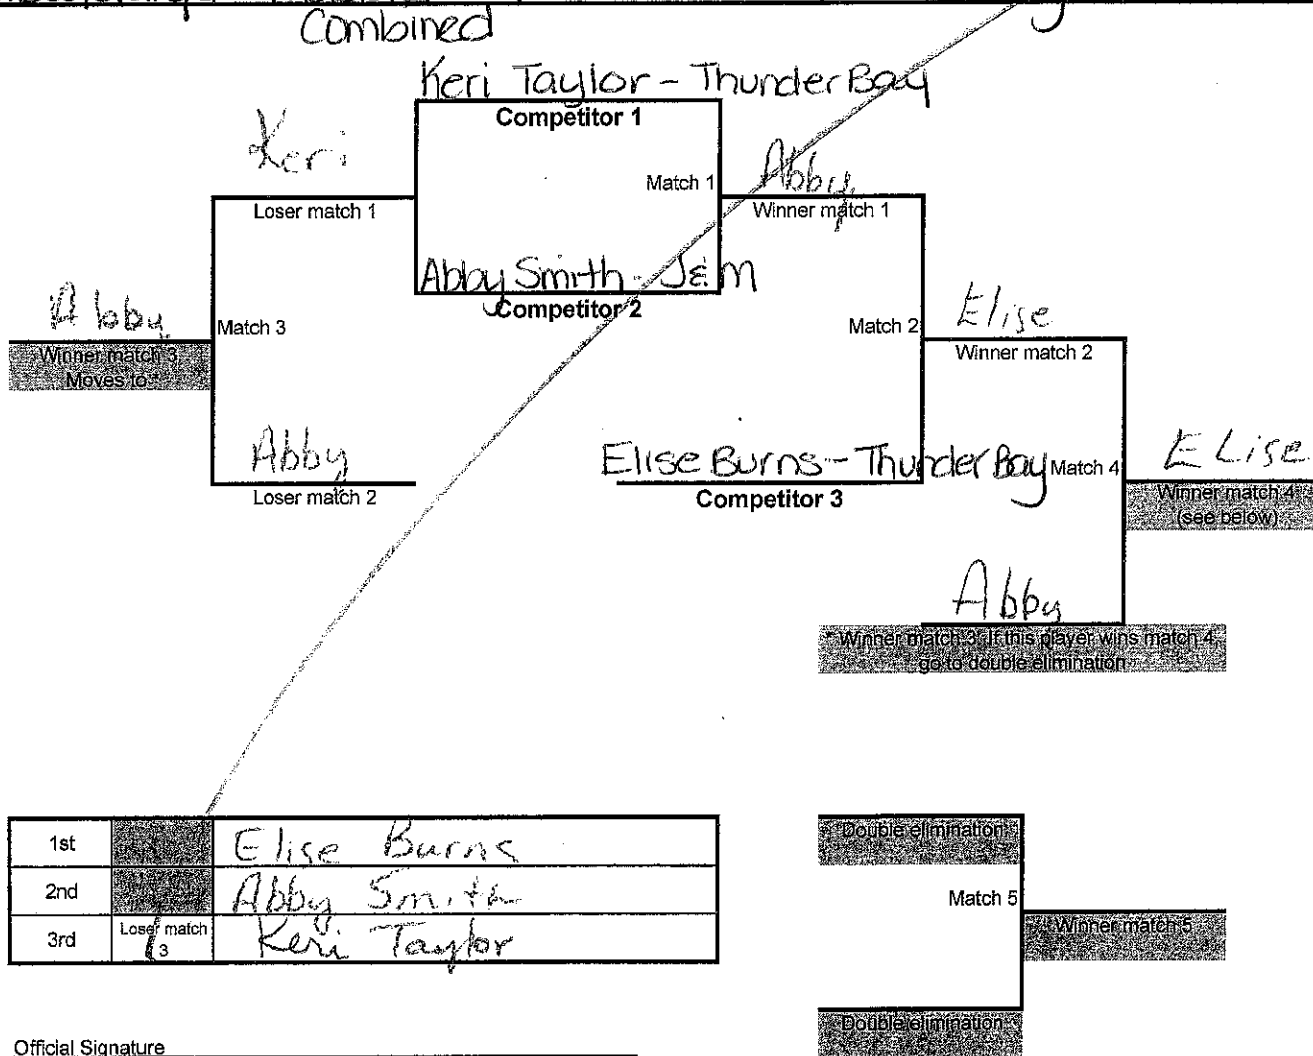 Combined
Keri Taylor - Thunder Bay
Competitor 1
Keri
Match 1
Abby
Loser match 1
Winner match 1
Abby Smith - J&M
Competitor 2
Abby
Match 3
Winner match 3
Moves to *
Match 2
Elise
Winner match 2
Abby
Loser match 2
Elise Burns - Thunder Bay
Competitor 3
Match 4
ELise
Winner match 4
(see below)
Abby
* Winner match 3. If this player wins match 4,
go to double elimination
1st Elise Burns
2nd Abby Smith
3rd Loser match 3 Keri Taylor
*Double elimination*
Match 5
Winner match 5
Double elimination
Official Signature